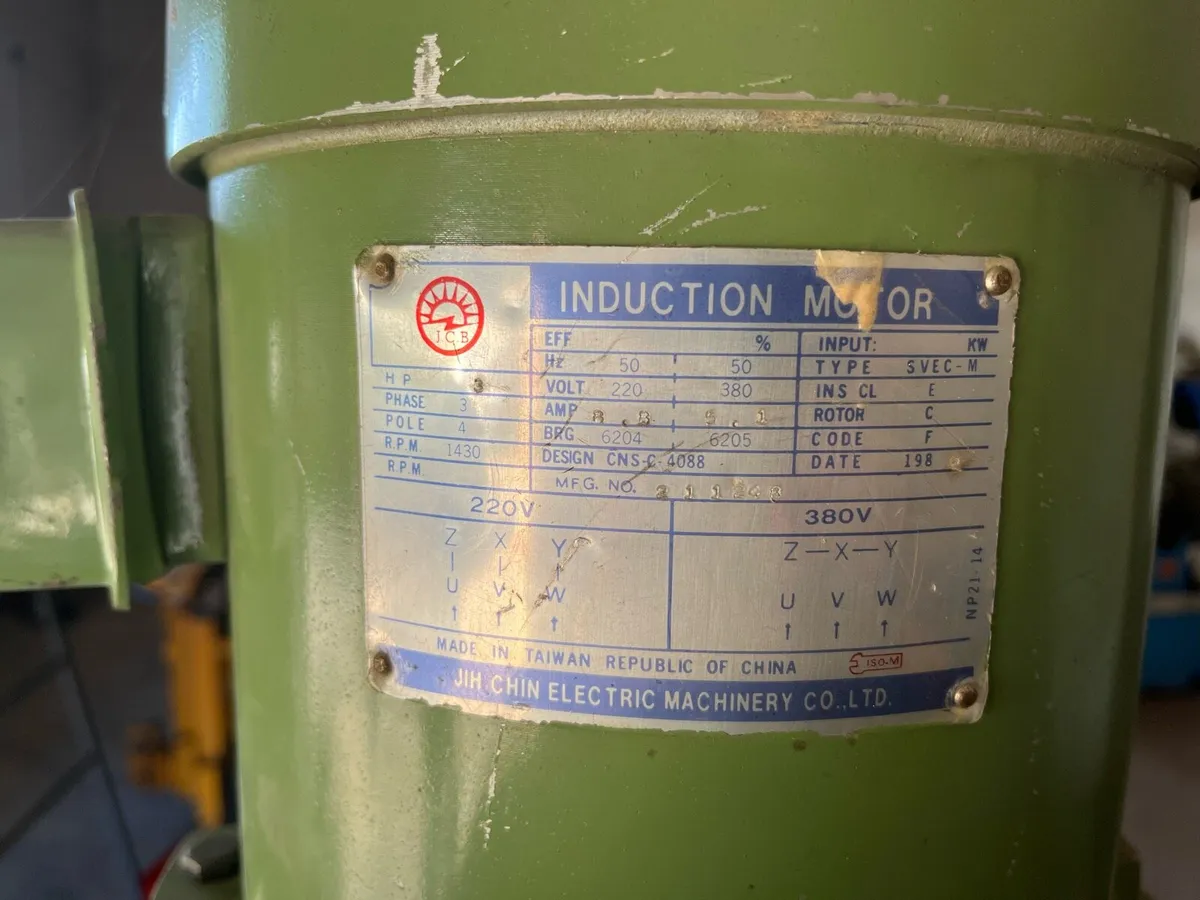 J.C.B
INDUCTION MOTOR
EFF % INPUT: KW
Hz 50 50 TYPE SVEC-M
HP 3 VOLT 220 380 INS CL E
PHASE 3 AMP 8.8 5.1 ROTOR C
POLE 4 BRG 6204 6205 CODE F
R.P.M. 1430 DESIGN CNS-C-4088 DATE 198
R.P.M. MFG. NO.
220V 380V
Z X Y Z—X—Y
U V W U V W
↑ ↑ ↑ ↑ ↑ ↑
NP21-14
MADE IN TAIWAN REPUBLIC OF CHINA ISO-M
JIH CHIN ELECTRIC MACHINERY CO.,LTD.